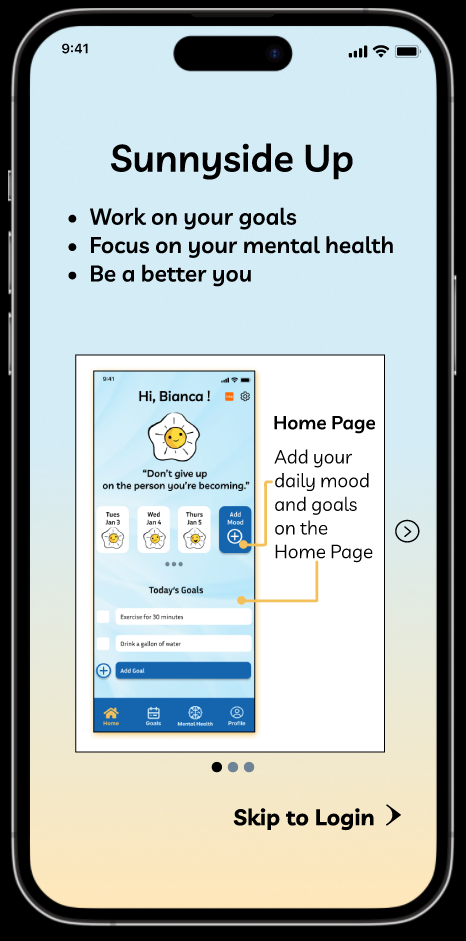 9:41
Sunnyside Up
• Work on your goals
• Focus on your mental health
• Be a better you
9:41
Hi, Bianca !
“Don’t give up
on the person you’re becoming.”
Tues
Jan 3
Wed
Jan 4
Thurs
Jan 5
Add
Mood
Today's Goals
Exercise for 30 minutes
Drink a gallon of water
Add Goal
Home
Goals
Mental Health
Profile
Home Page
Add your
daily mood
and goals
on the
Home Page
Skip to Login